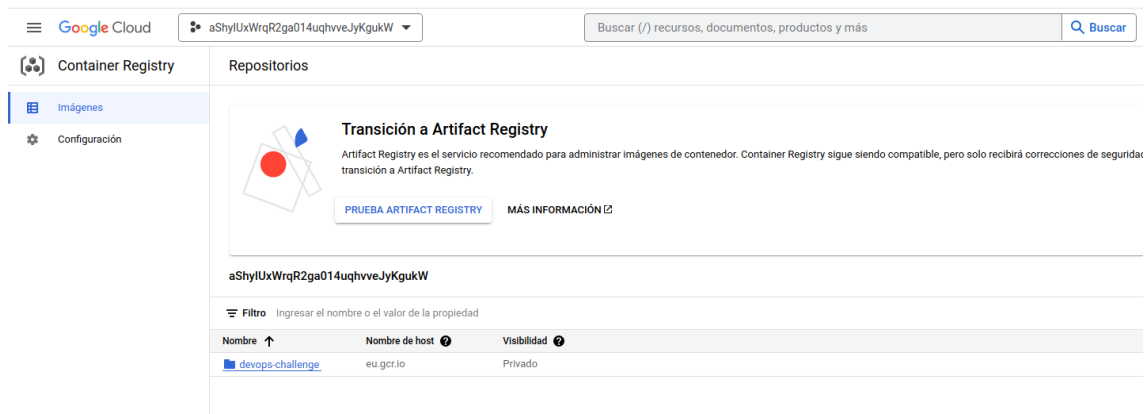 Google Cloud
aShylUxWrqR2ga014uqhvveJyKgukW
Buscar (/) recursos, documentos, productos y más
Buscar
Container Registry
Repositorios
Imágenes
Configuración
Transición a Artifact Registry
Artifact Registry es el servicio recomendado para administrar imágenes de contenedor. Container Registry sigue siendo compatible, pero solo recibirá correcciones de seguridad
transición a Artifact Registry.
PRUEBA ARTIFACT REGISTRY
MÁS INFORMACIÓN
aShylUxWrqR2ga014uqhvveJyKgukW
Filtro Ingresar el nombre o el valor de la propiedad
Nombre Nombre de host Visibilidad
devops-challenge eu.gcr.io Privado